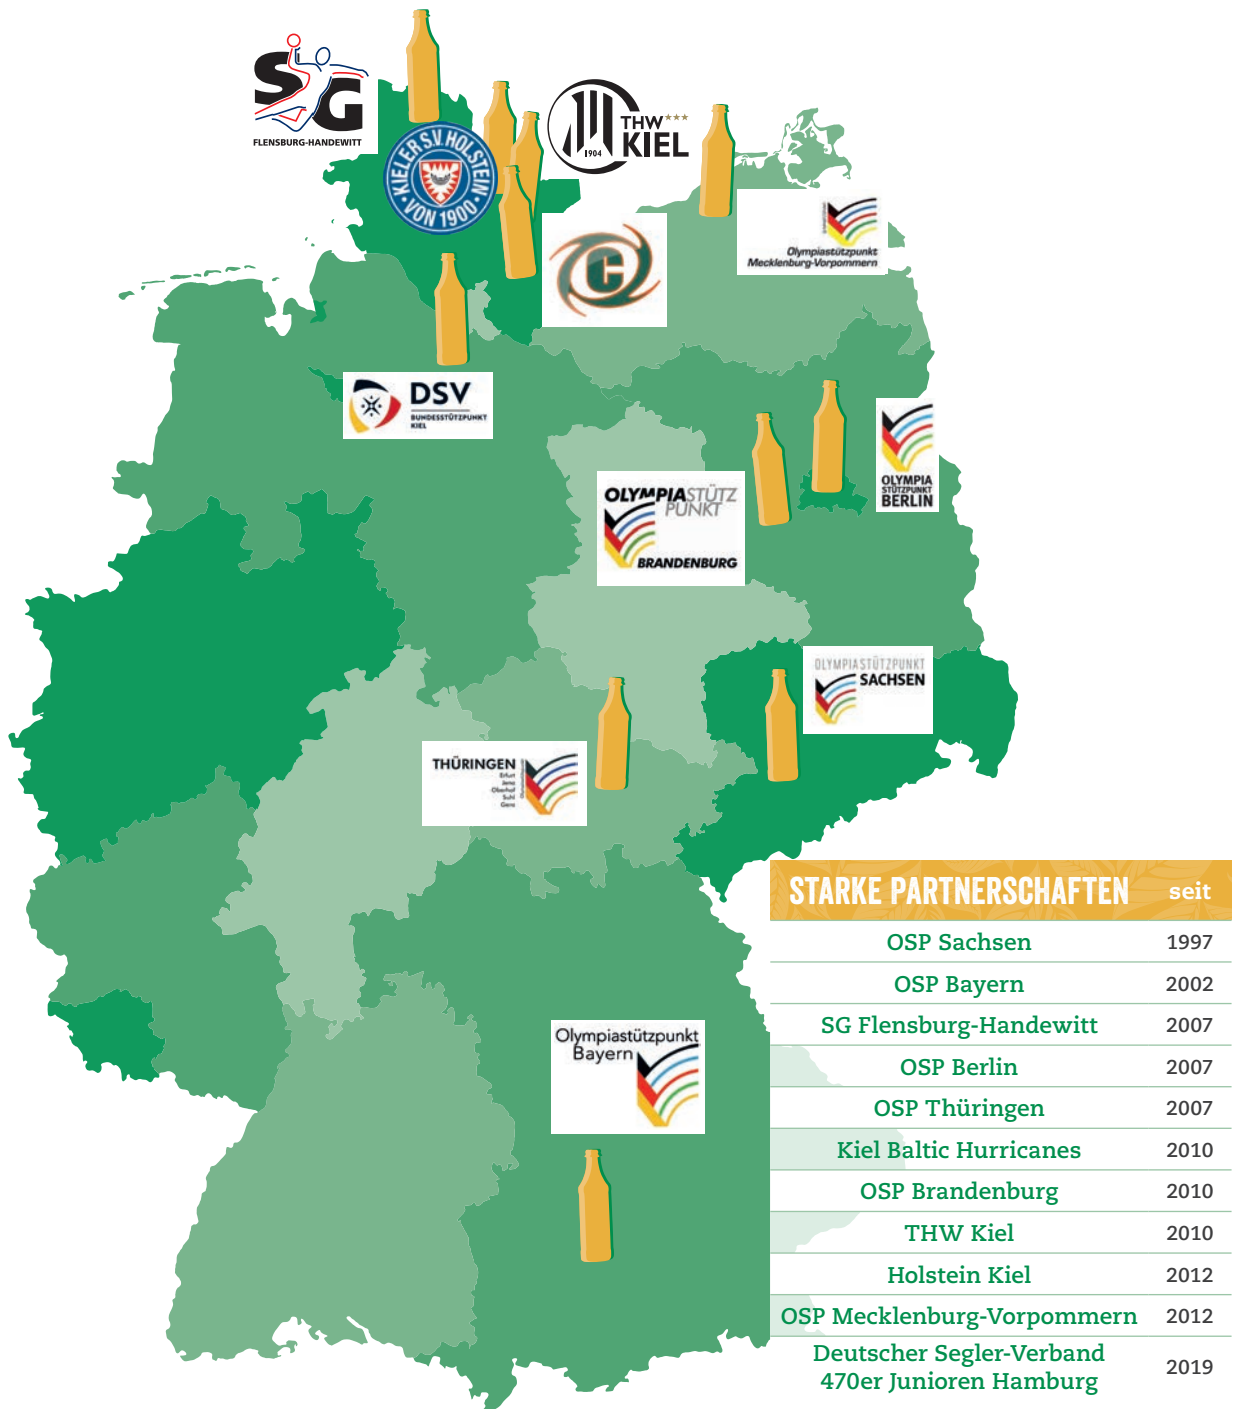 SG
FLENSBURG-HANDEWITT
KIELER S.V. HOLSTEIN
VON 1900
1904
THW
KIEL
C
Olympiastützpunkt
Mecklenburg-Vorpommern
DSV
BUNDESSTÜTZPUNKT
KIEL
OLYMPIA
STÜTZPUNKT
BERLIN
OLYMPIASTÜTZ
PUNKT
BRANDENBURG
OLYMPIASTÜTZPUNKT
SACHSEN
THÜRINGEN
Erfurt
Jena
Oberhof
Suhl
Gera
Olympiastützpunkt
Bayern
STARKE PARTNERSCHAFTEN seit
OSP Sachsen 1997
OSP Bayern 2002
SG Flensburg-Handewitt 2007
OSP Berlin 2007
OSP Thüringen 2007
Kiel Baltic Hurricanes 2010
OSP Brandenburg 2010
THW Kiel 2010
Holstein Kiel 2012
OSP Mecklenburg-Vorpommern 2012
Deutscher Segler-Verband
470er Junioren Hamburg 2019